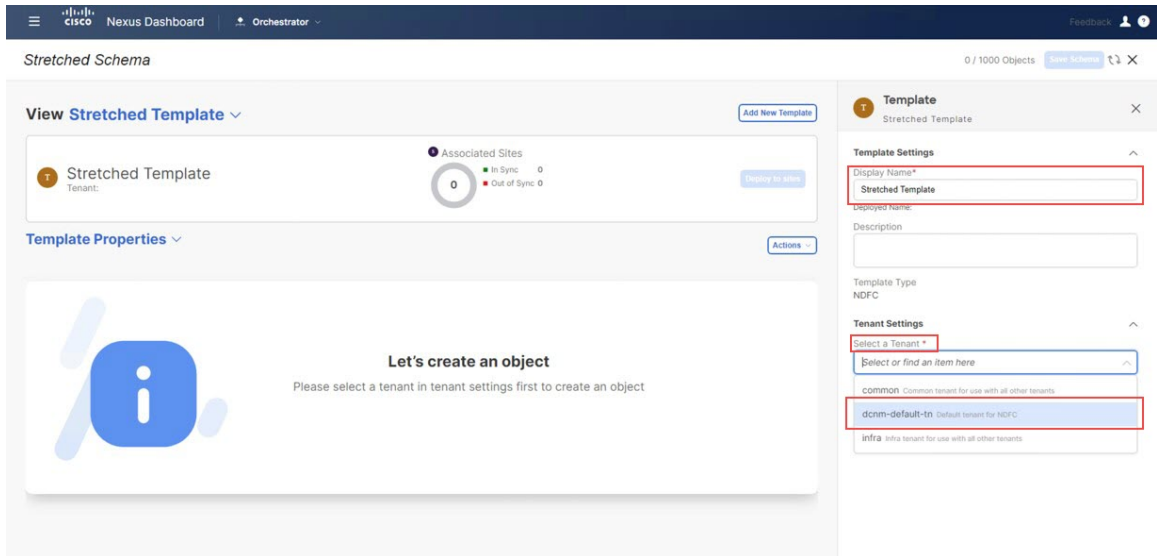 cisco Nexus Dashboard Orchestrator Feedback
Stretched Schema 0 / 1000 Objects Save Schema
View Stretched Template Add New Template
T Stretched Template
Tenant:
Associated Sites
0
In Sync 0
Out of Sync 0
Deploy to sites
Template Properties Actions
Let's create an object
Please select a tenant in tenant settings first to create an object
T Template
Stretched Template
Template Settings
Display Name*
Stretched Template
Deployed Name:
Description
Template Type
NDFC
Tenant Settings
Select a Tenant *
Select or find an item here
common Common tenant for use with all other tenants
dcnm-default-tn Default tenant for NDFC
infra Infra tenant for use with all other tenants